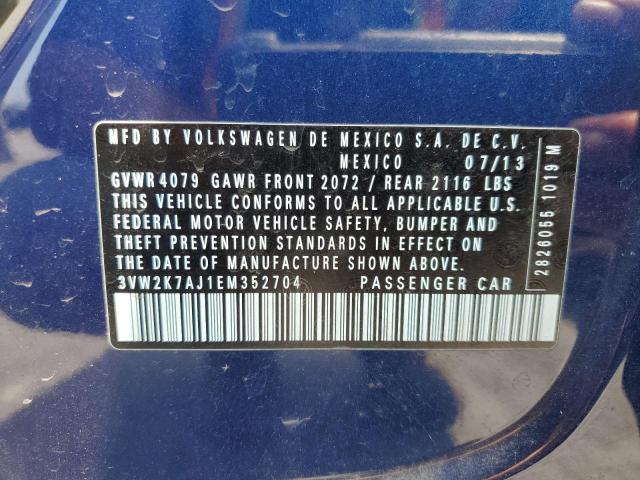 MFD BY VOLKSWAGEN DE MEXICO S.A. DE C.V.
MEXICO 07/13
GVWR 4079 GAWR FRONT 2072 / REAR 2116 LBS
THIS VEHICLE CONFORMS TO ALL APPLICABLE U.S.
FEDERAL MOTOR VEHICLE SAFETY, BUMPER AND
THEFT PREVENTION STANDARDS IN EFFECT ON
THE DATE OF MANUFACTURE SHOWN ABOVE.
3VW2K7AJ1EM352704 PASSENGER CAR
2826055 1019 M